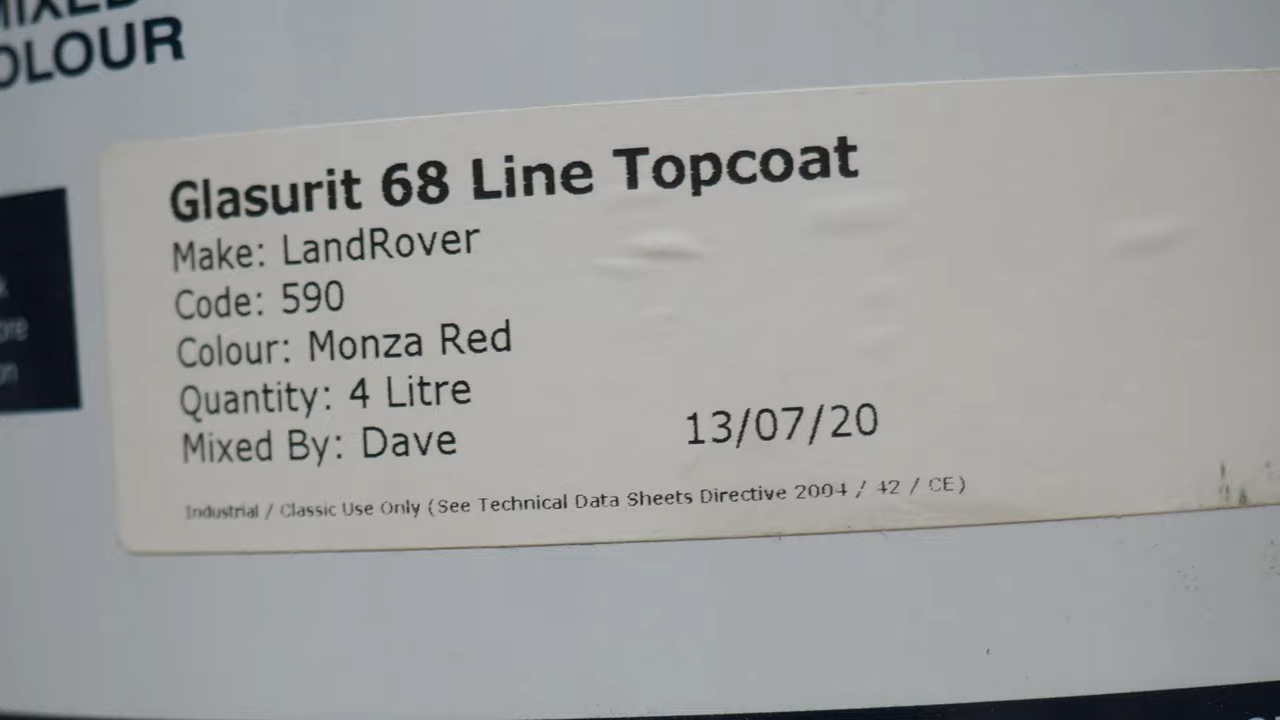 OLOUR
Glasurit 68 Line Topcoat
Make: LandRover
Code: 590
Colour: Monza Red
Quantity: 4 Litre
Mixed By: Dave 13/07/20
Industrial / Classic Use Only (See Technical Data Sheets Directive 2004 / 42 / CE)